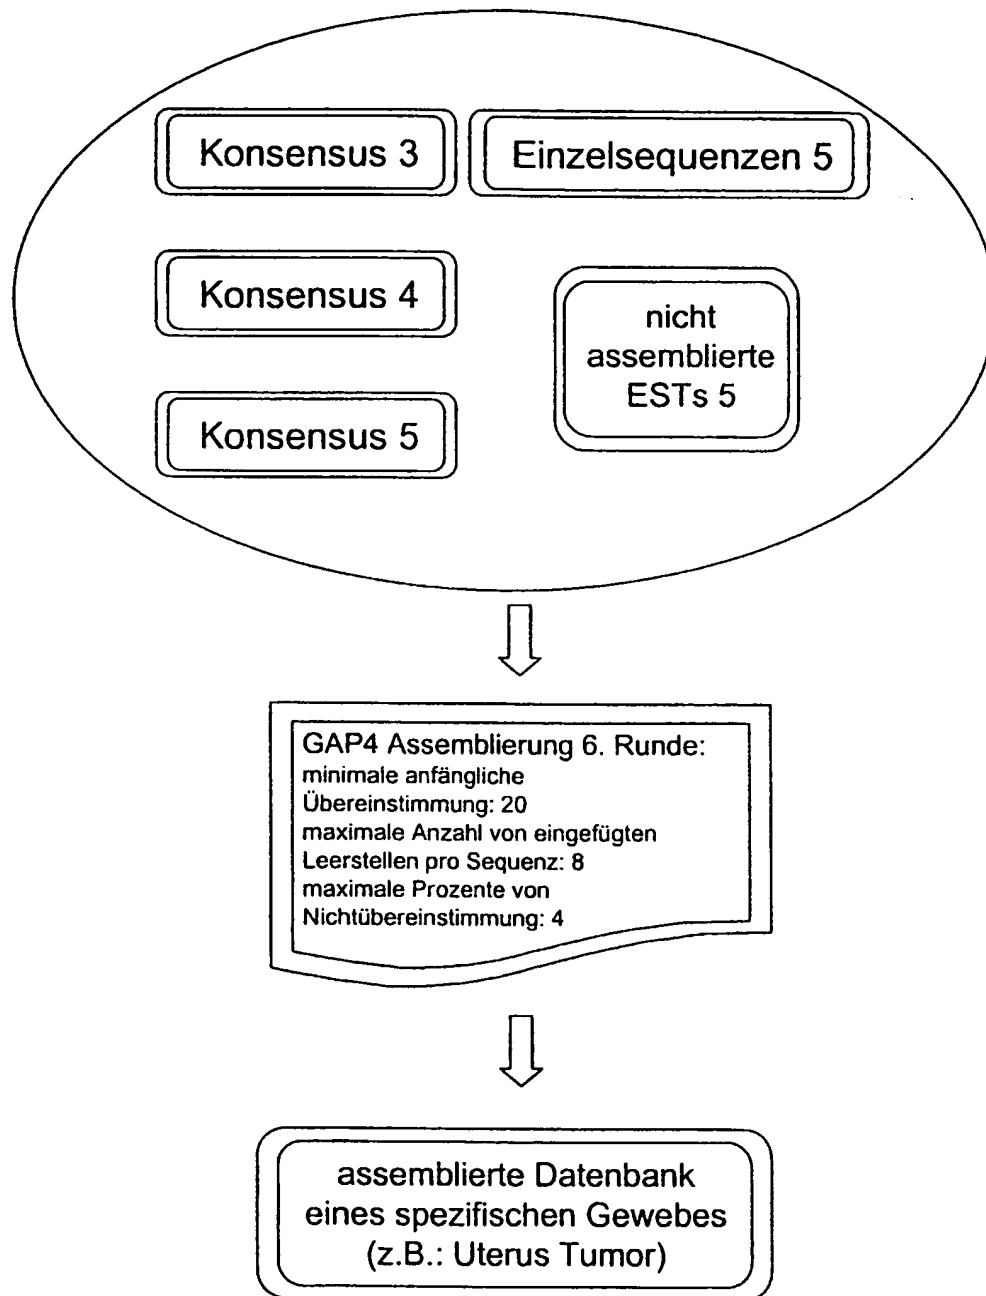 Konsensus 3
Einzelsequenzen 5
Konsensus 4
nicht
assemblierte
ESTs 5
Konsensus 5
GAP4 Assemblierung 6. Runde:
minimale anfängliche
Übereinstimmung: 20
maximale Anzahl von eingefügten
Leerstellen pro Sequenz: 8
maximale Prozente von
Nichtübereinstimmung: 4
assemblierte Datenbank
eines spezifischen Gewebes
(z.B.: Uterus Tumor)